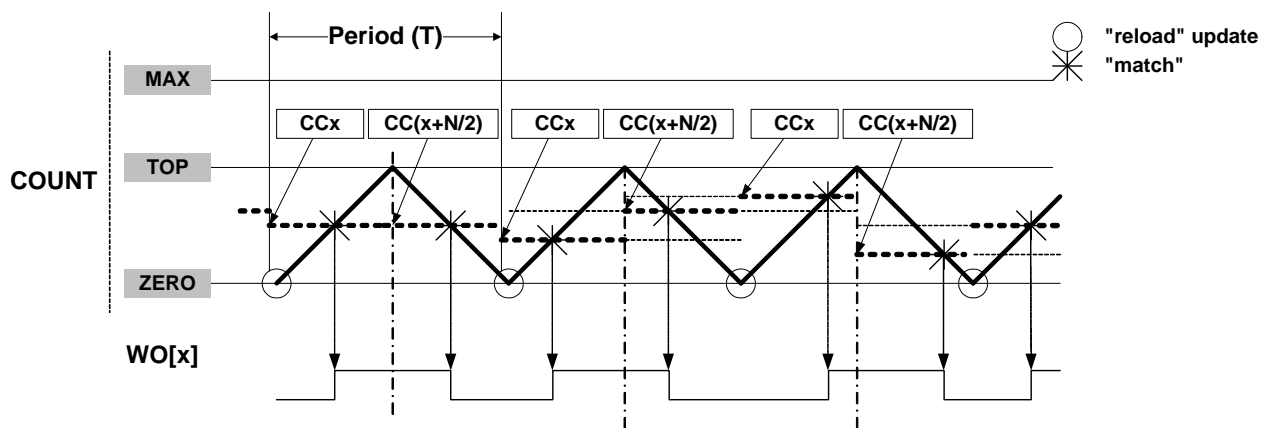 Period (T)
"reload" update
"match"
MAX
CCx
CC(x+N/2)
CCx
CC(x+N/2)
CCx
CC(x+N/2)
TOP
COUNT
ZERO
WO[x]